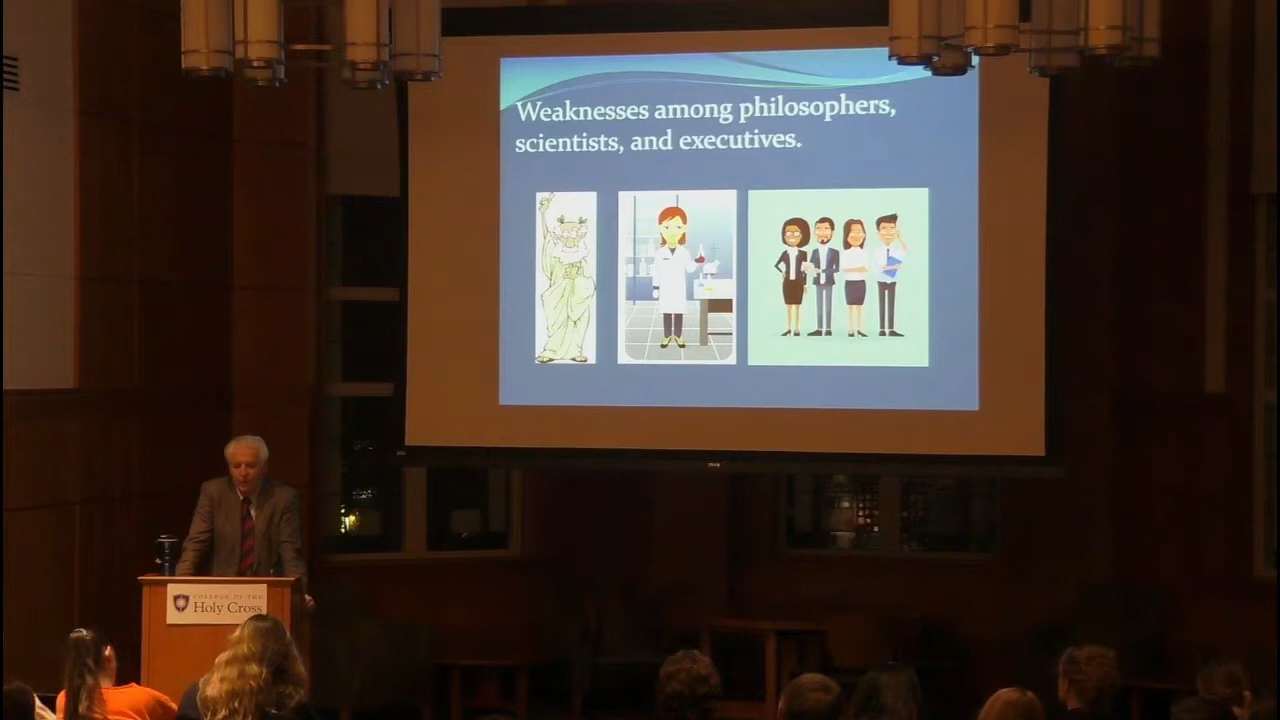 Weaknesses among philosophers,
scientists, and executives.
COLLEGE OF THE
Holy Cross